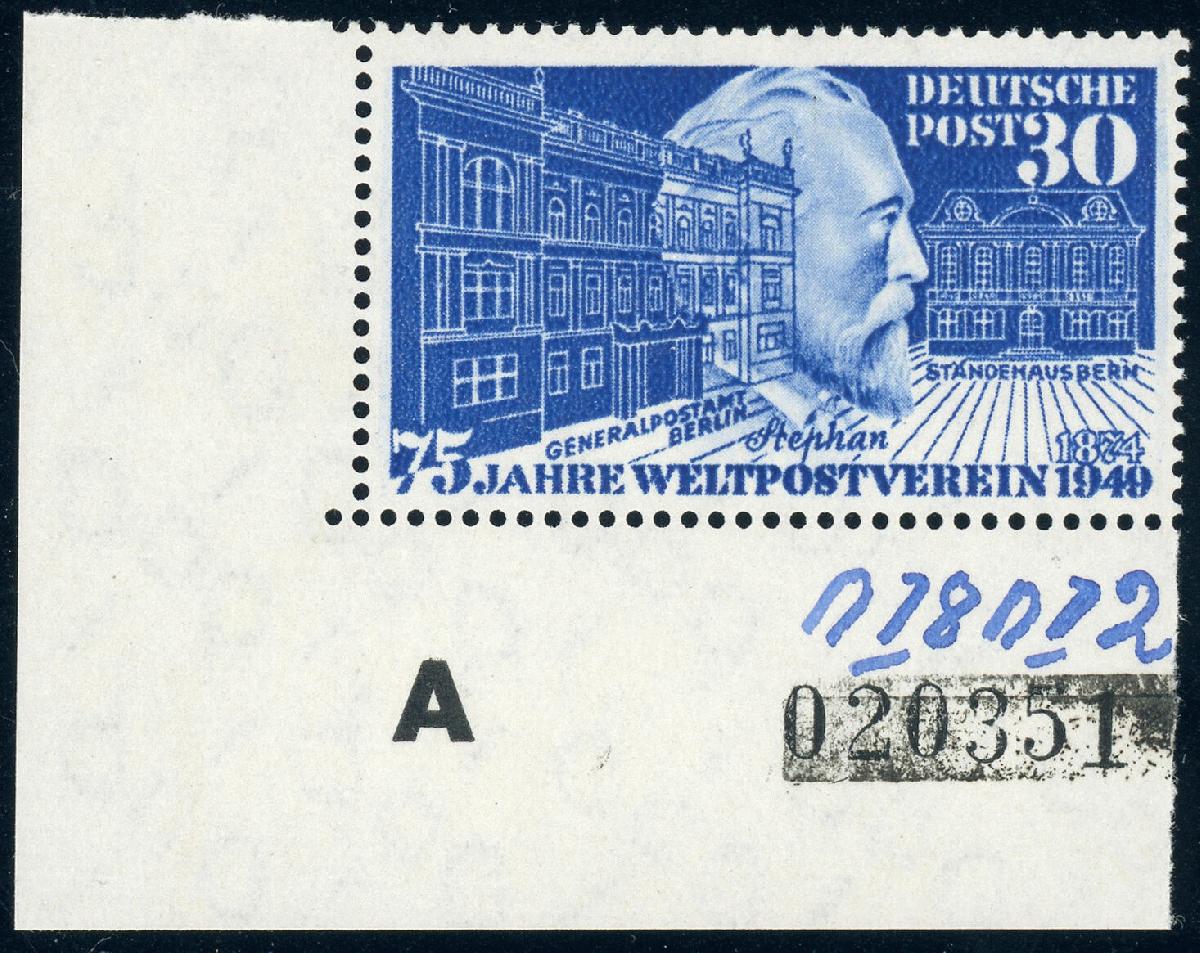 DEUTSCHE
POST 30
STÄNDEHAUS BERN
GENERALPOSTAMT
BERLIN
Stephan
1874
75 JAHRE WELTPOSTVEREIN 1949
A
020351